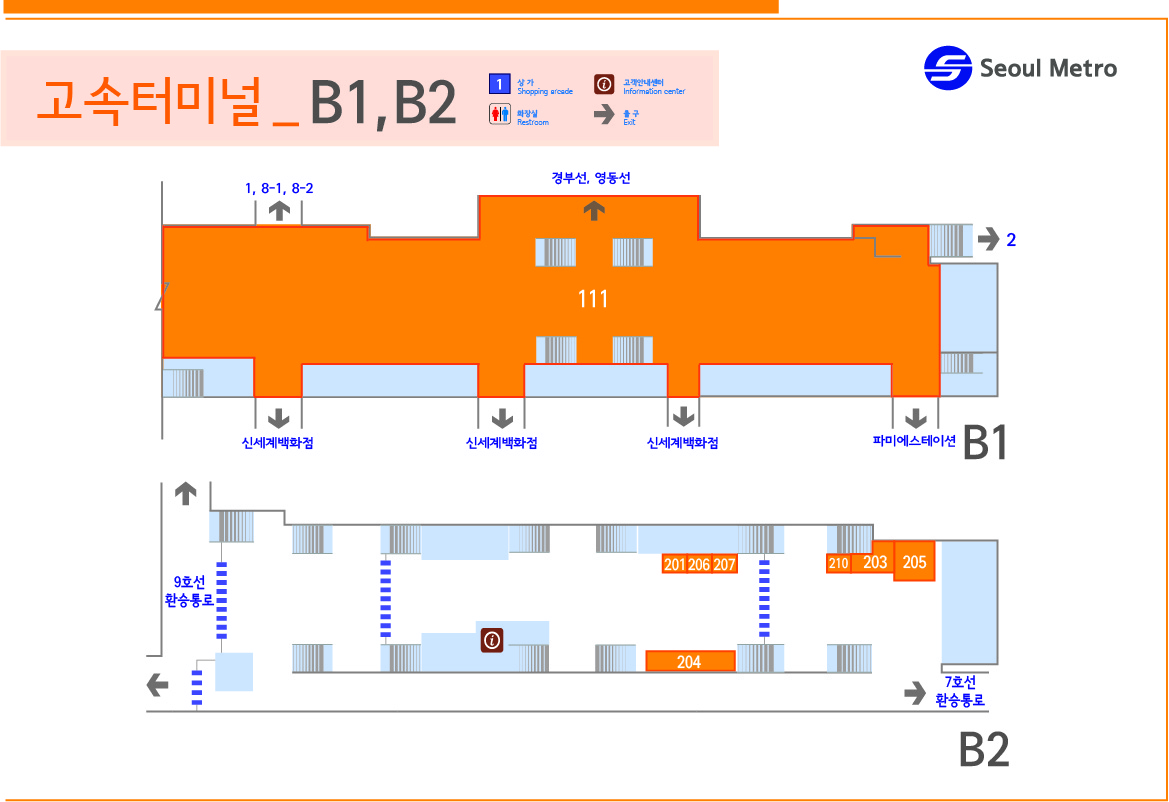 고속터미널 _ B1, B2
1 상 가
Shopping arcade
고객안내센터
Information center
화장실
Restroom
출 구
Exit
Seoul Metro
1, 8-1, 8-2
경부선, 영동선
2
111
신세계백화점
신세계백화점
신세계백화점
파미에스테이션
B1
9호선
환승통로
201 206 207
210 203 205
204
7호선
환승통로
B2